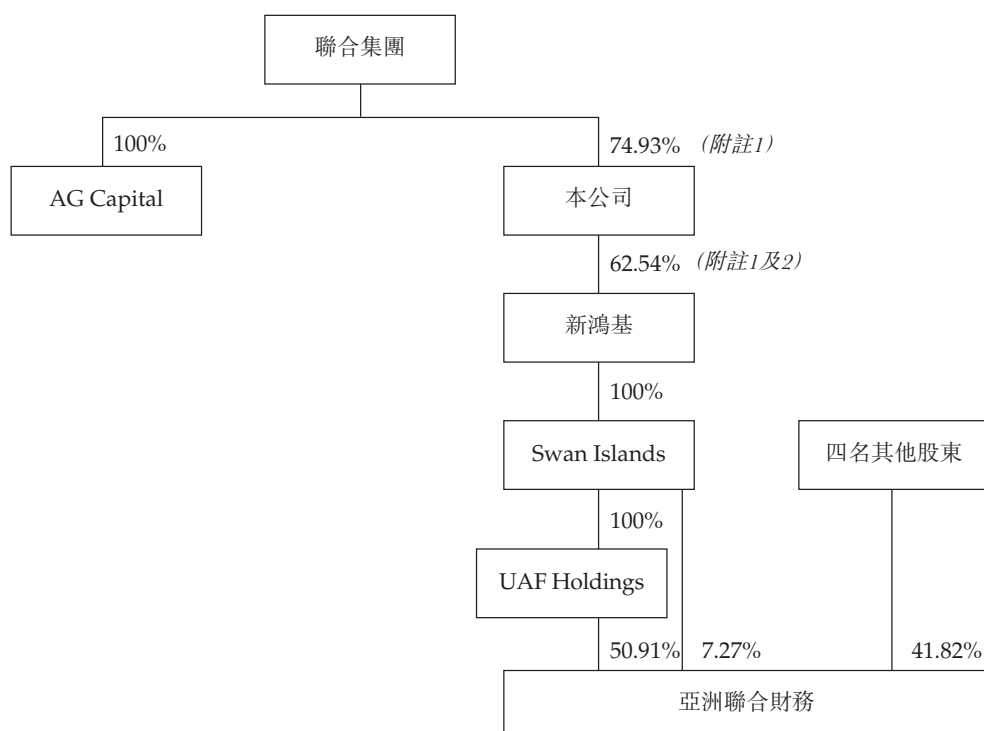 聯合集團
100%
74.93% (附註1)
AG Capital
本公司
62.54% (附註1及2)
新鴻基
100%
Swan Islands
四名其他股東
100%
UAF Holdings
50.91%
7.27%
41.82%
亞洲聯合財務